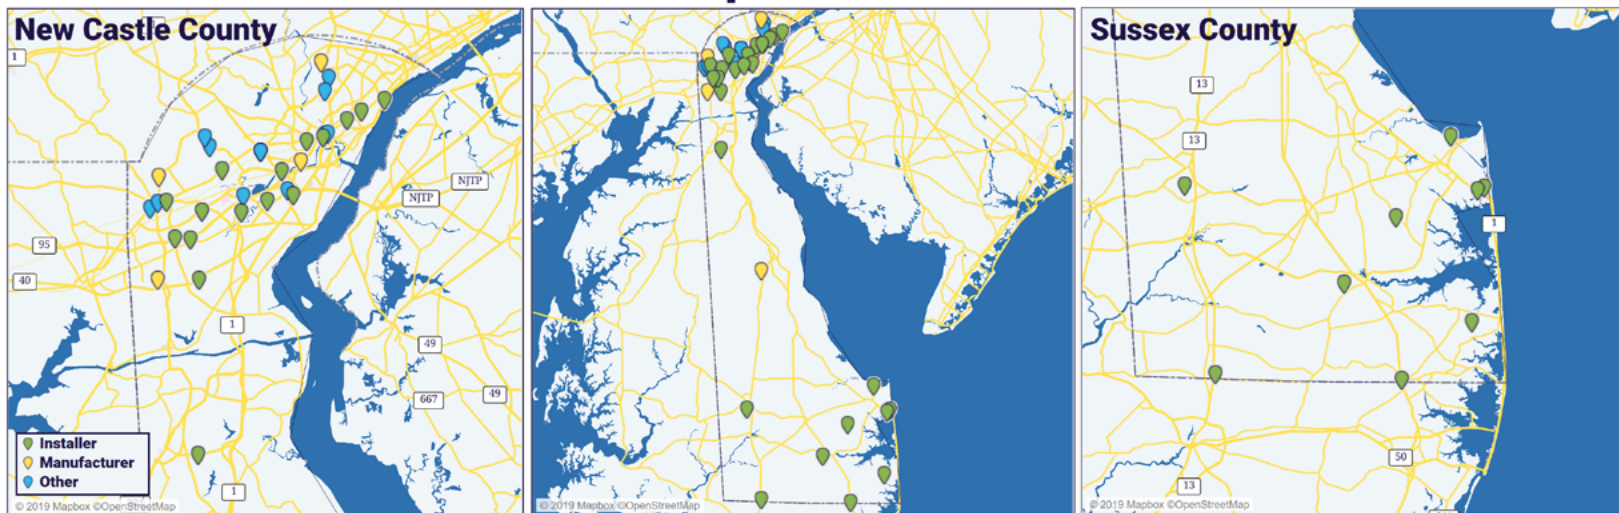 New Castle County
1
NJTP
NJTP
95
40
1
49
49
667
Installer
Manufacturer
Other
1
© 2019 Mapbox ©OpenStreetMap
© 2019 Mapbox ©OpenStreetMap
Sussex County
13
13
1
50
13
© 2019 Mapbox ©OpenStreetMap